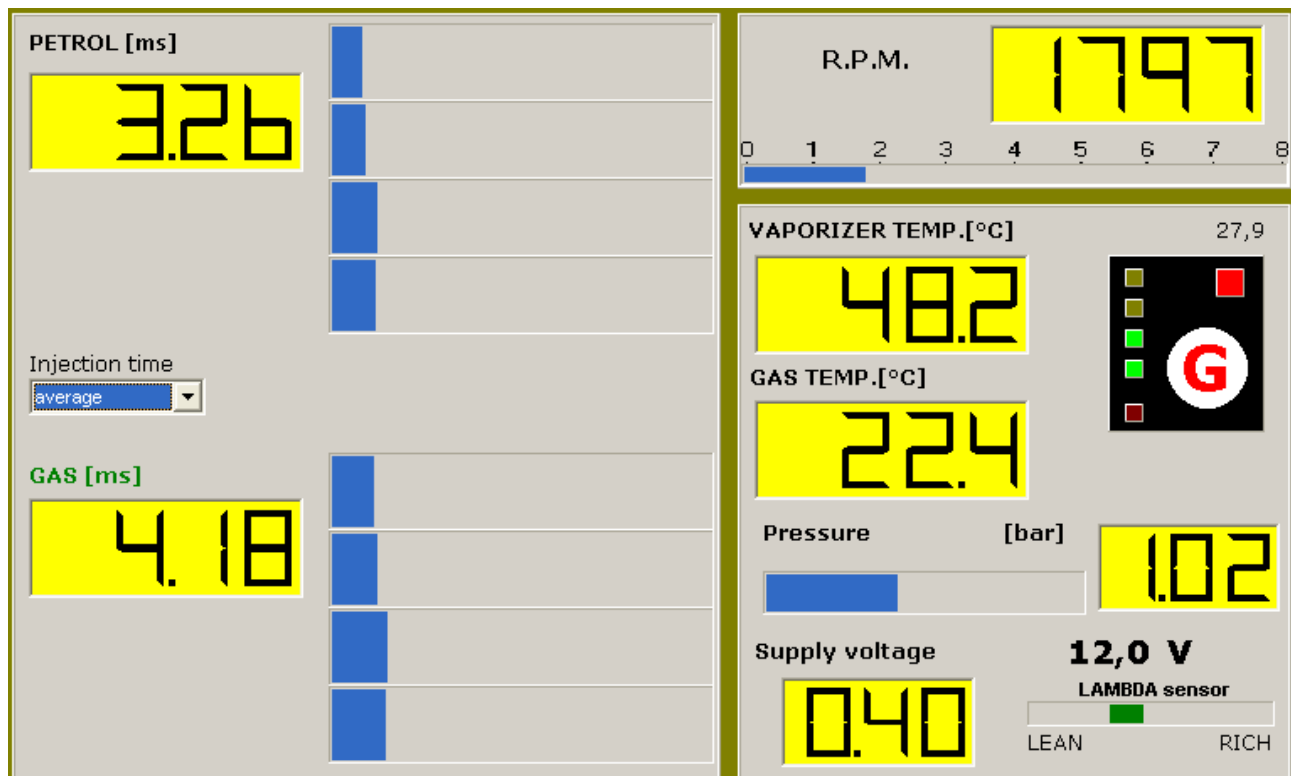 PETROL [ms]
3.26
Injection time
average
GAS [ms]
4.18
R.P.M.
1797
0 1 2 3 4 5 6 7 8
VAPORIZER TEMP.[°C]
27,9
48.2
G
GAS TEMP.[°C]
22.4
Pressure [bar]
1.02
Supply voltage
12,0 V
0.40
LAMBDA sensor
LEAN RICH